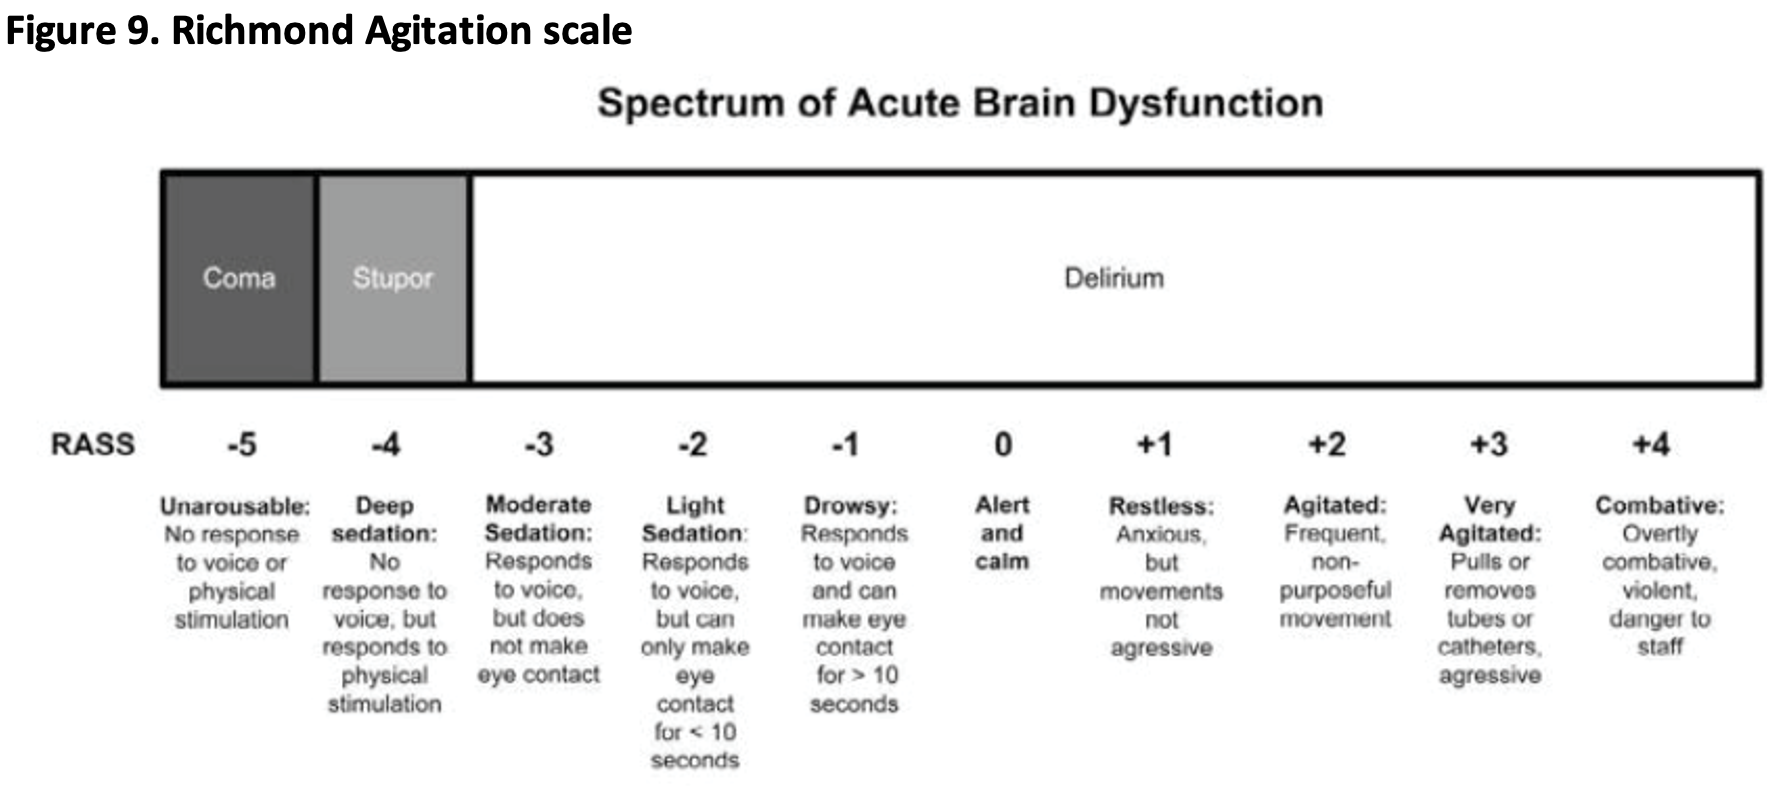 Figure 9. Richmond Agitation scale
Spectrum of Acute Brain Dysfunction
Coma
Stupor
Delirium
RASS
-5
-4
-3
-2
-1
0
+1
+2
+3
+4
Unarousable:
No response
to voice or
physical
stimulation
Deep
sedation:
No
response to
voice, but
responds to
physical
stimulation
Moderate
Sedation:
Responds
to voice,
but does
not make
eye contact
Light
Sedation:
Responds
to voice,
but can
only make
eye
contact
for < 10
seconds
Drowsy:
Responds
to voice
and can
make eye
contact
for > 10
seconds
Alert
and
calm
Restless:
Anxious,
but
movements
not
agressive
Agitated:
Frequent,
non-
purposeful
movement
Very
Agitated:
Pulls or
removes
tubes or
catheters,
agressive
Combative:
Overtly
combative,
violent,
danger to
staff